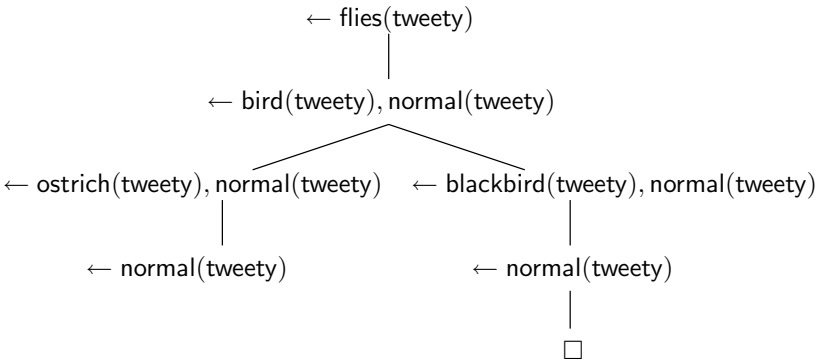 ← flies(tweety)
← bird(tweety), normal(tweety)
← ostrich(tweety), normal(tweety) ← blackbird(tweety), normal(tweety)
← normal(tweety) ← normal(tweety)
□